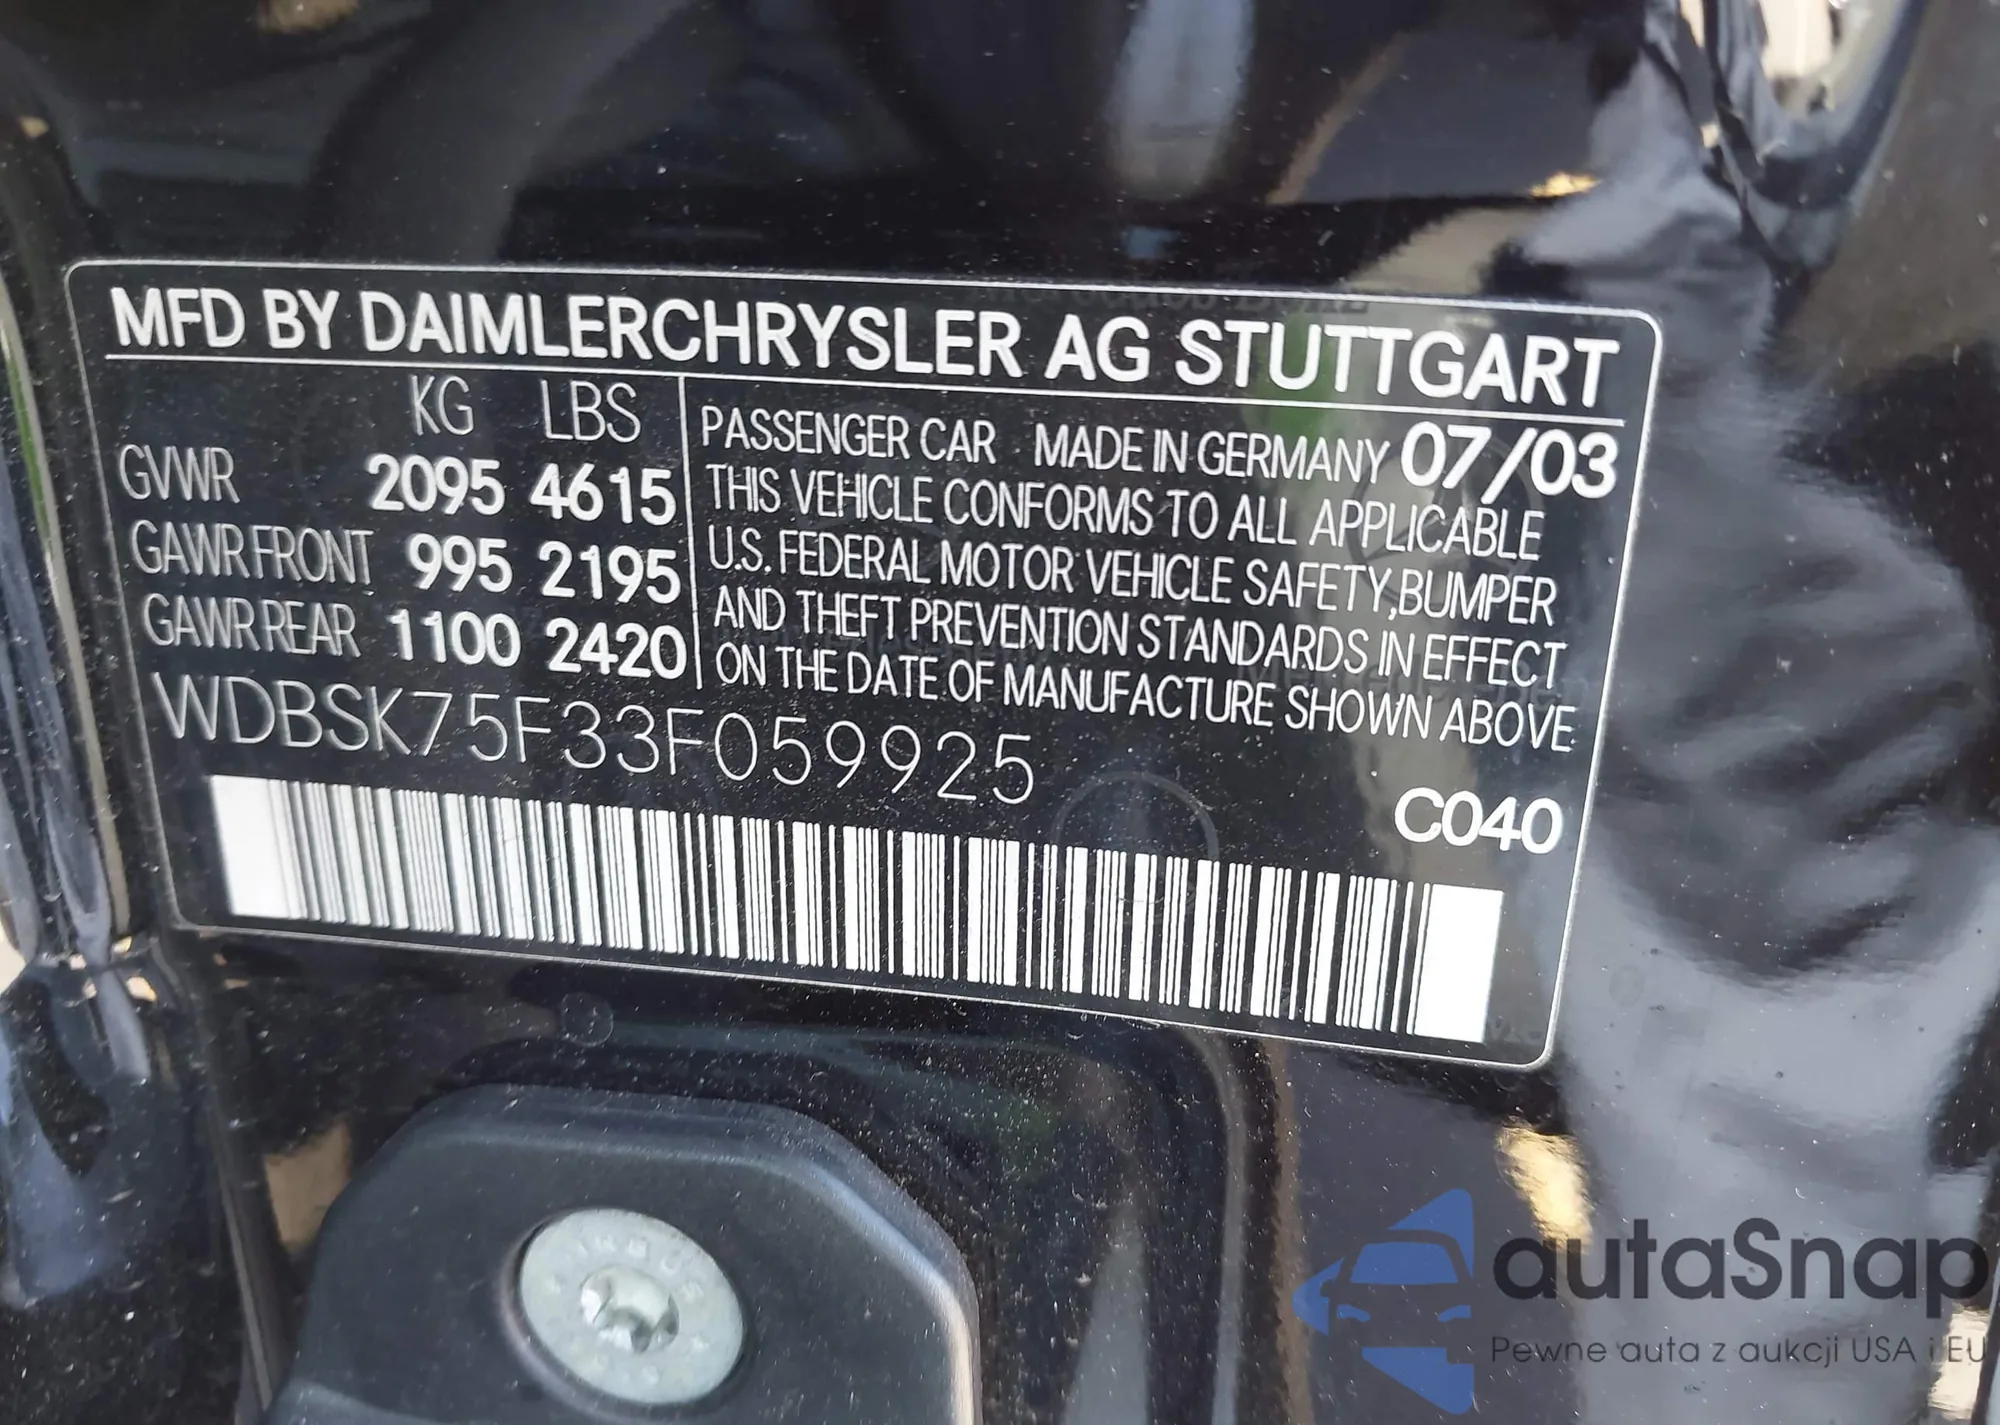 MFD BY DAIMLERCHRYSLER AG STUTTGART
KG LBS
GVWR 2095 4615
GAWR FRONT 995 2195
GAWR REAR 1100 2420
PASSENGER CAR MADE IN GERMANY 07/03
THIS VEHICLE CONFORMS TO ALL APPLICABLE
U.S. FEDERAL MOTOR VEHICLE SAFETY,BUMPER
AND THEFT PREVENTION STANDARDS IN EFFECT
ON THE DATE OF MANUFACTURE SHOWN ABOVE
WDBSK75F33F059925
C040
autaSnap
Pewne auta z aukcji USA i EU